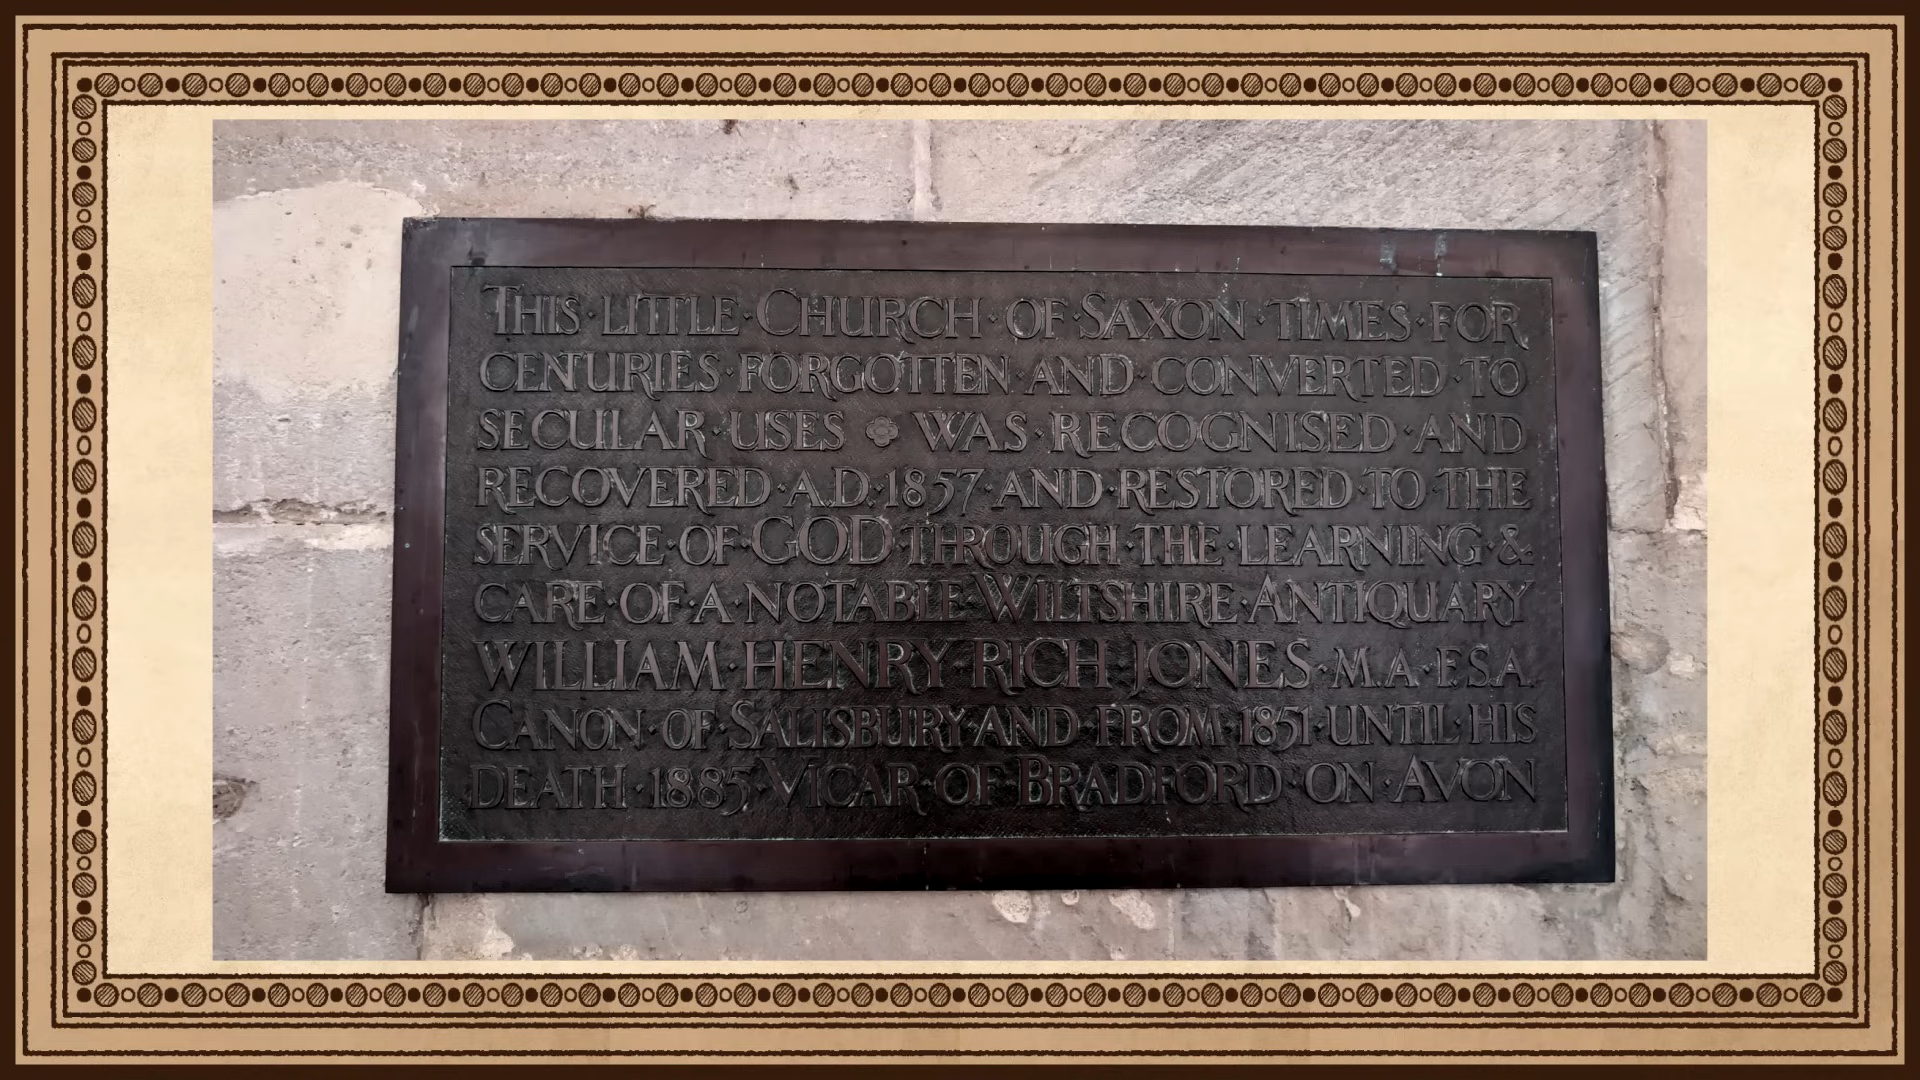 THIS · LITTLE · CHURCH · OF · SAXON · TIMES · FOR
CENTURIES · FORGOTTEN · AND · CONVERTED · TO
SECULAR · USES ✤ WAS · RECOGNISED · AND
RECOVERED · A.D. 1857 · AND · RESTORED · TO · THE
SERVICE · OF · GOD · THROUGH · THE · LEARNING · &
CARE · OF · A · NOTABLE · WILTSHIRE · ANTIQUARY
WILLIAM · HENRY · RICH · JONES · M.A. · F.S.A.
CANON · OF · SALISBURY · AND · FROM · 1851 · UNTIL · HIS
DEATH · 1885 · VICAR · OF · BRADFORD · ON · AVON